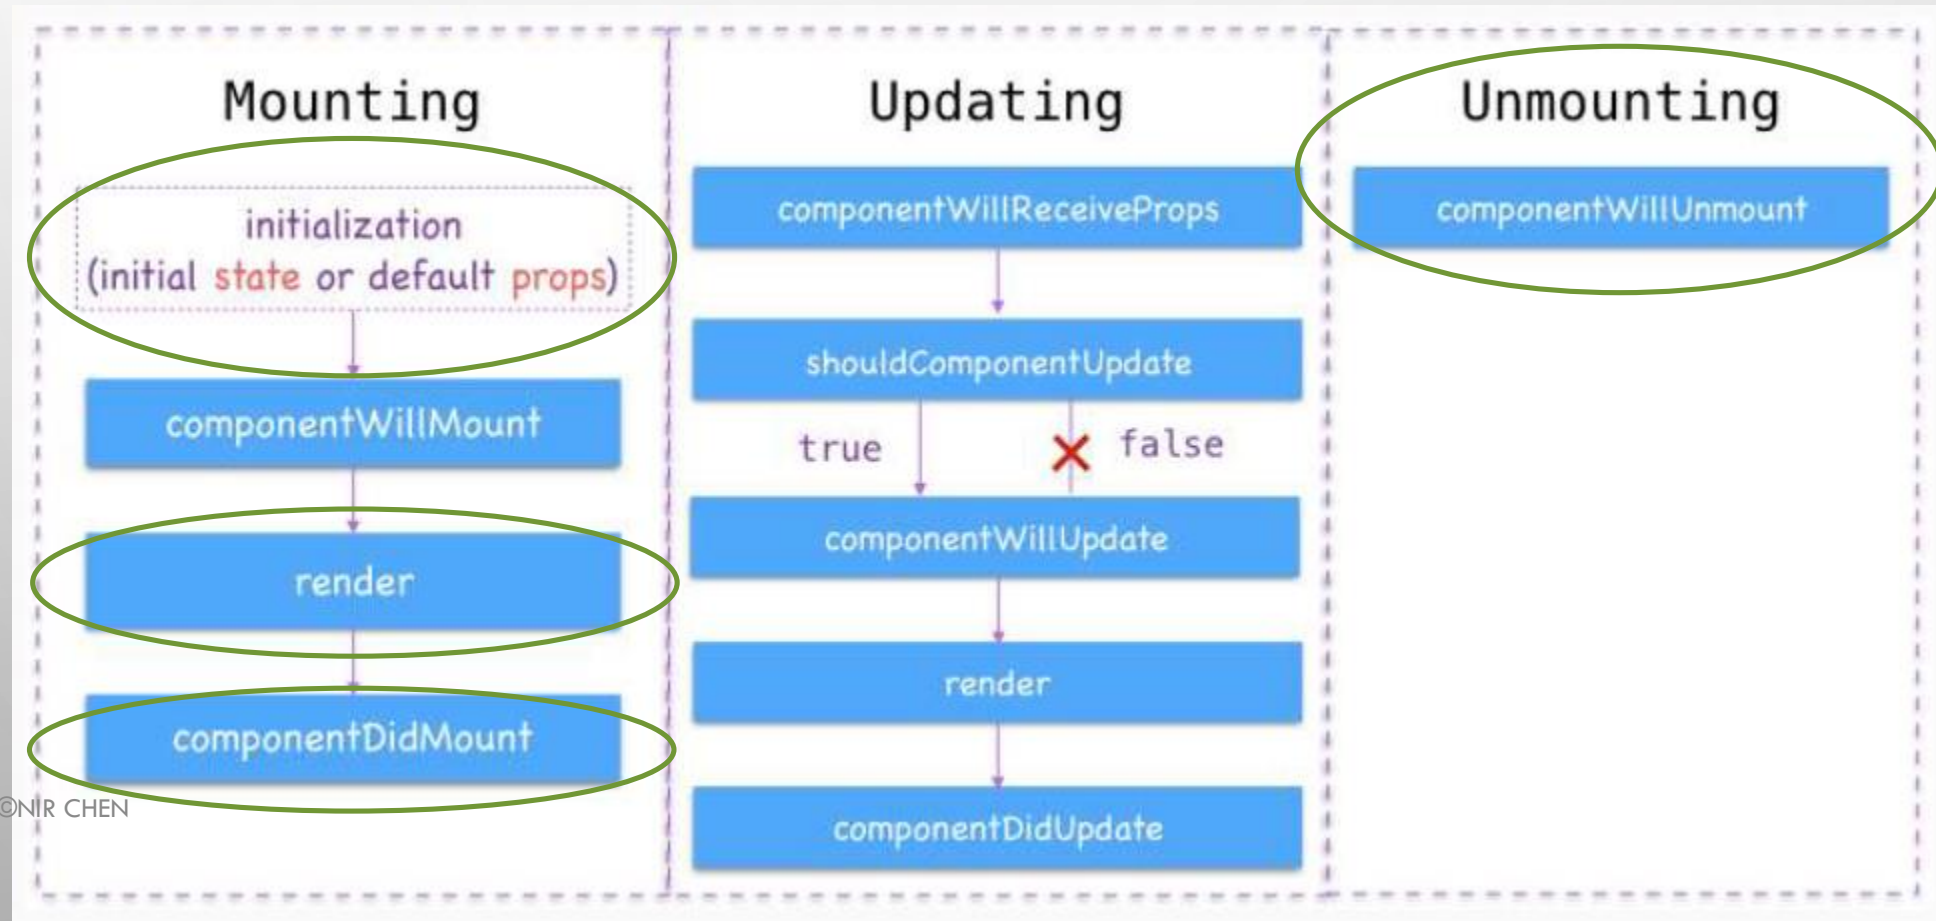 Mounting
initialization
(initial state or default props)
componentWillMount
render
componentDidMount
Updating
componentWillReceiveProps
shouldComponentUpdate
true
false
componentWillUpdate
render
componentDidUpdate
Unmounting
componentWillUnmount
©NIR CHEN